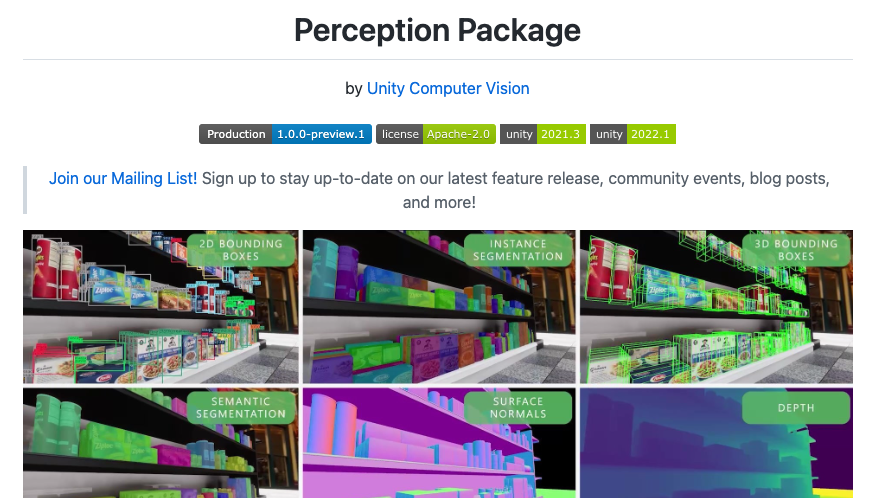 Perception Package
by Unity Computer Vision
Production 1.0.0-preview.1 license Apache-2.0 unity 2021.3 unity 2022.1
Join our Mailing List! Sign up to stay up-to-date on our latest feature release, community events, blog posts,
and more!
2D BOUNDING
BOXES
INSTANCE
SEGMENTATION
3D BOUNDING
BOXES
Ziploc
SEMANTIC
SEGMENTATION
SURFACE
NORMALS
DEPTH